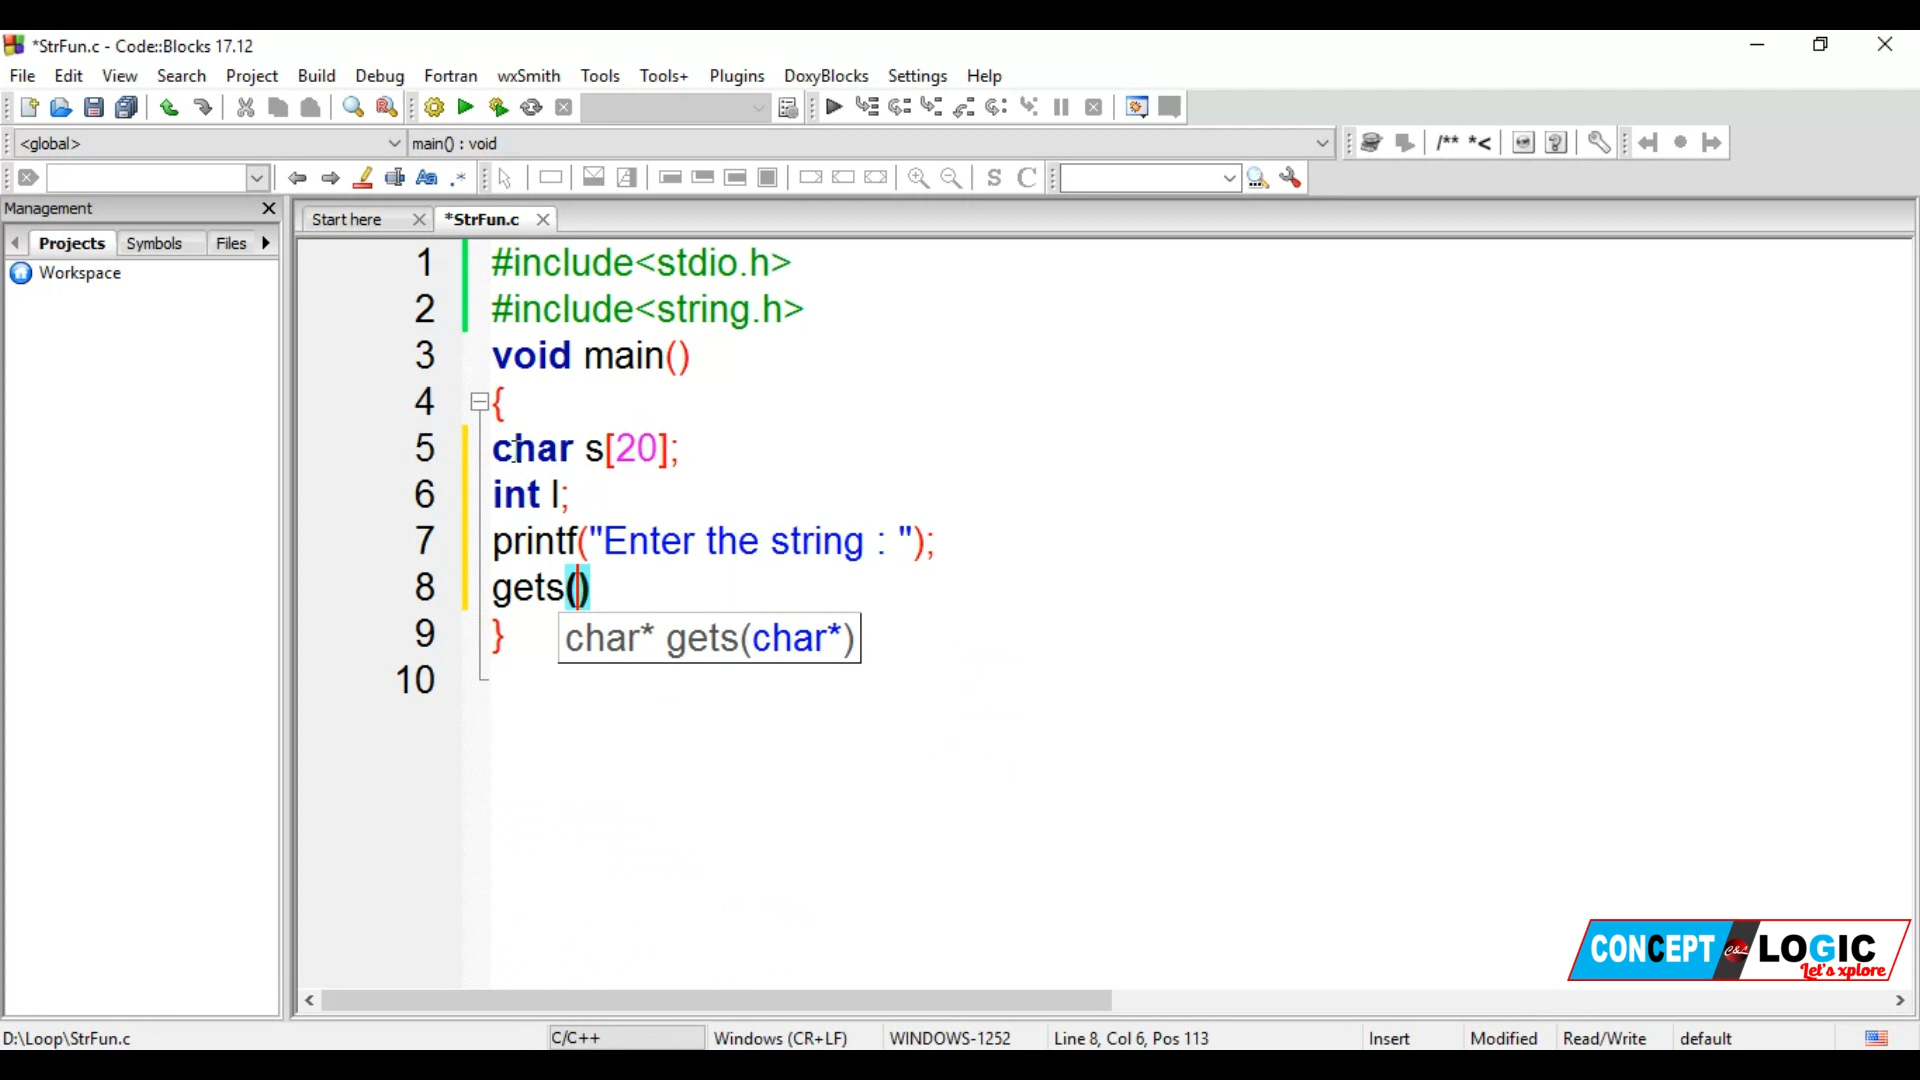 *StrFun.c - Code::Blocks 17.12
File Edit View Search Project Build Debug Fortran wxSmith Tools Tools+ Plugins DoxyBlocks Settings Help
<global> main() : void
/** *<
Aa .* S C
Management
Start here *StrFun.c
Projects Symbols Files
Workspace
1 #include<stdio.h>
2 #include<string.h>
3 void main()
4 {
5 char s[20];
6 int l;
7 printf("Enter the string : ");
8 gets()
9 }
char* gets(char*)
10
CONCEPT C&L LOGIC
Let's xplore
D:\Loop\StrFun.c C/C++ Windows (CR+LF) WINDOWS-1252 Line 8, Col 6, Pos 113 Insert Modified Read/Write default